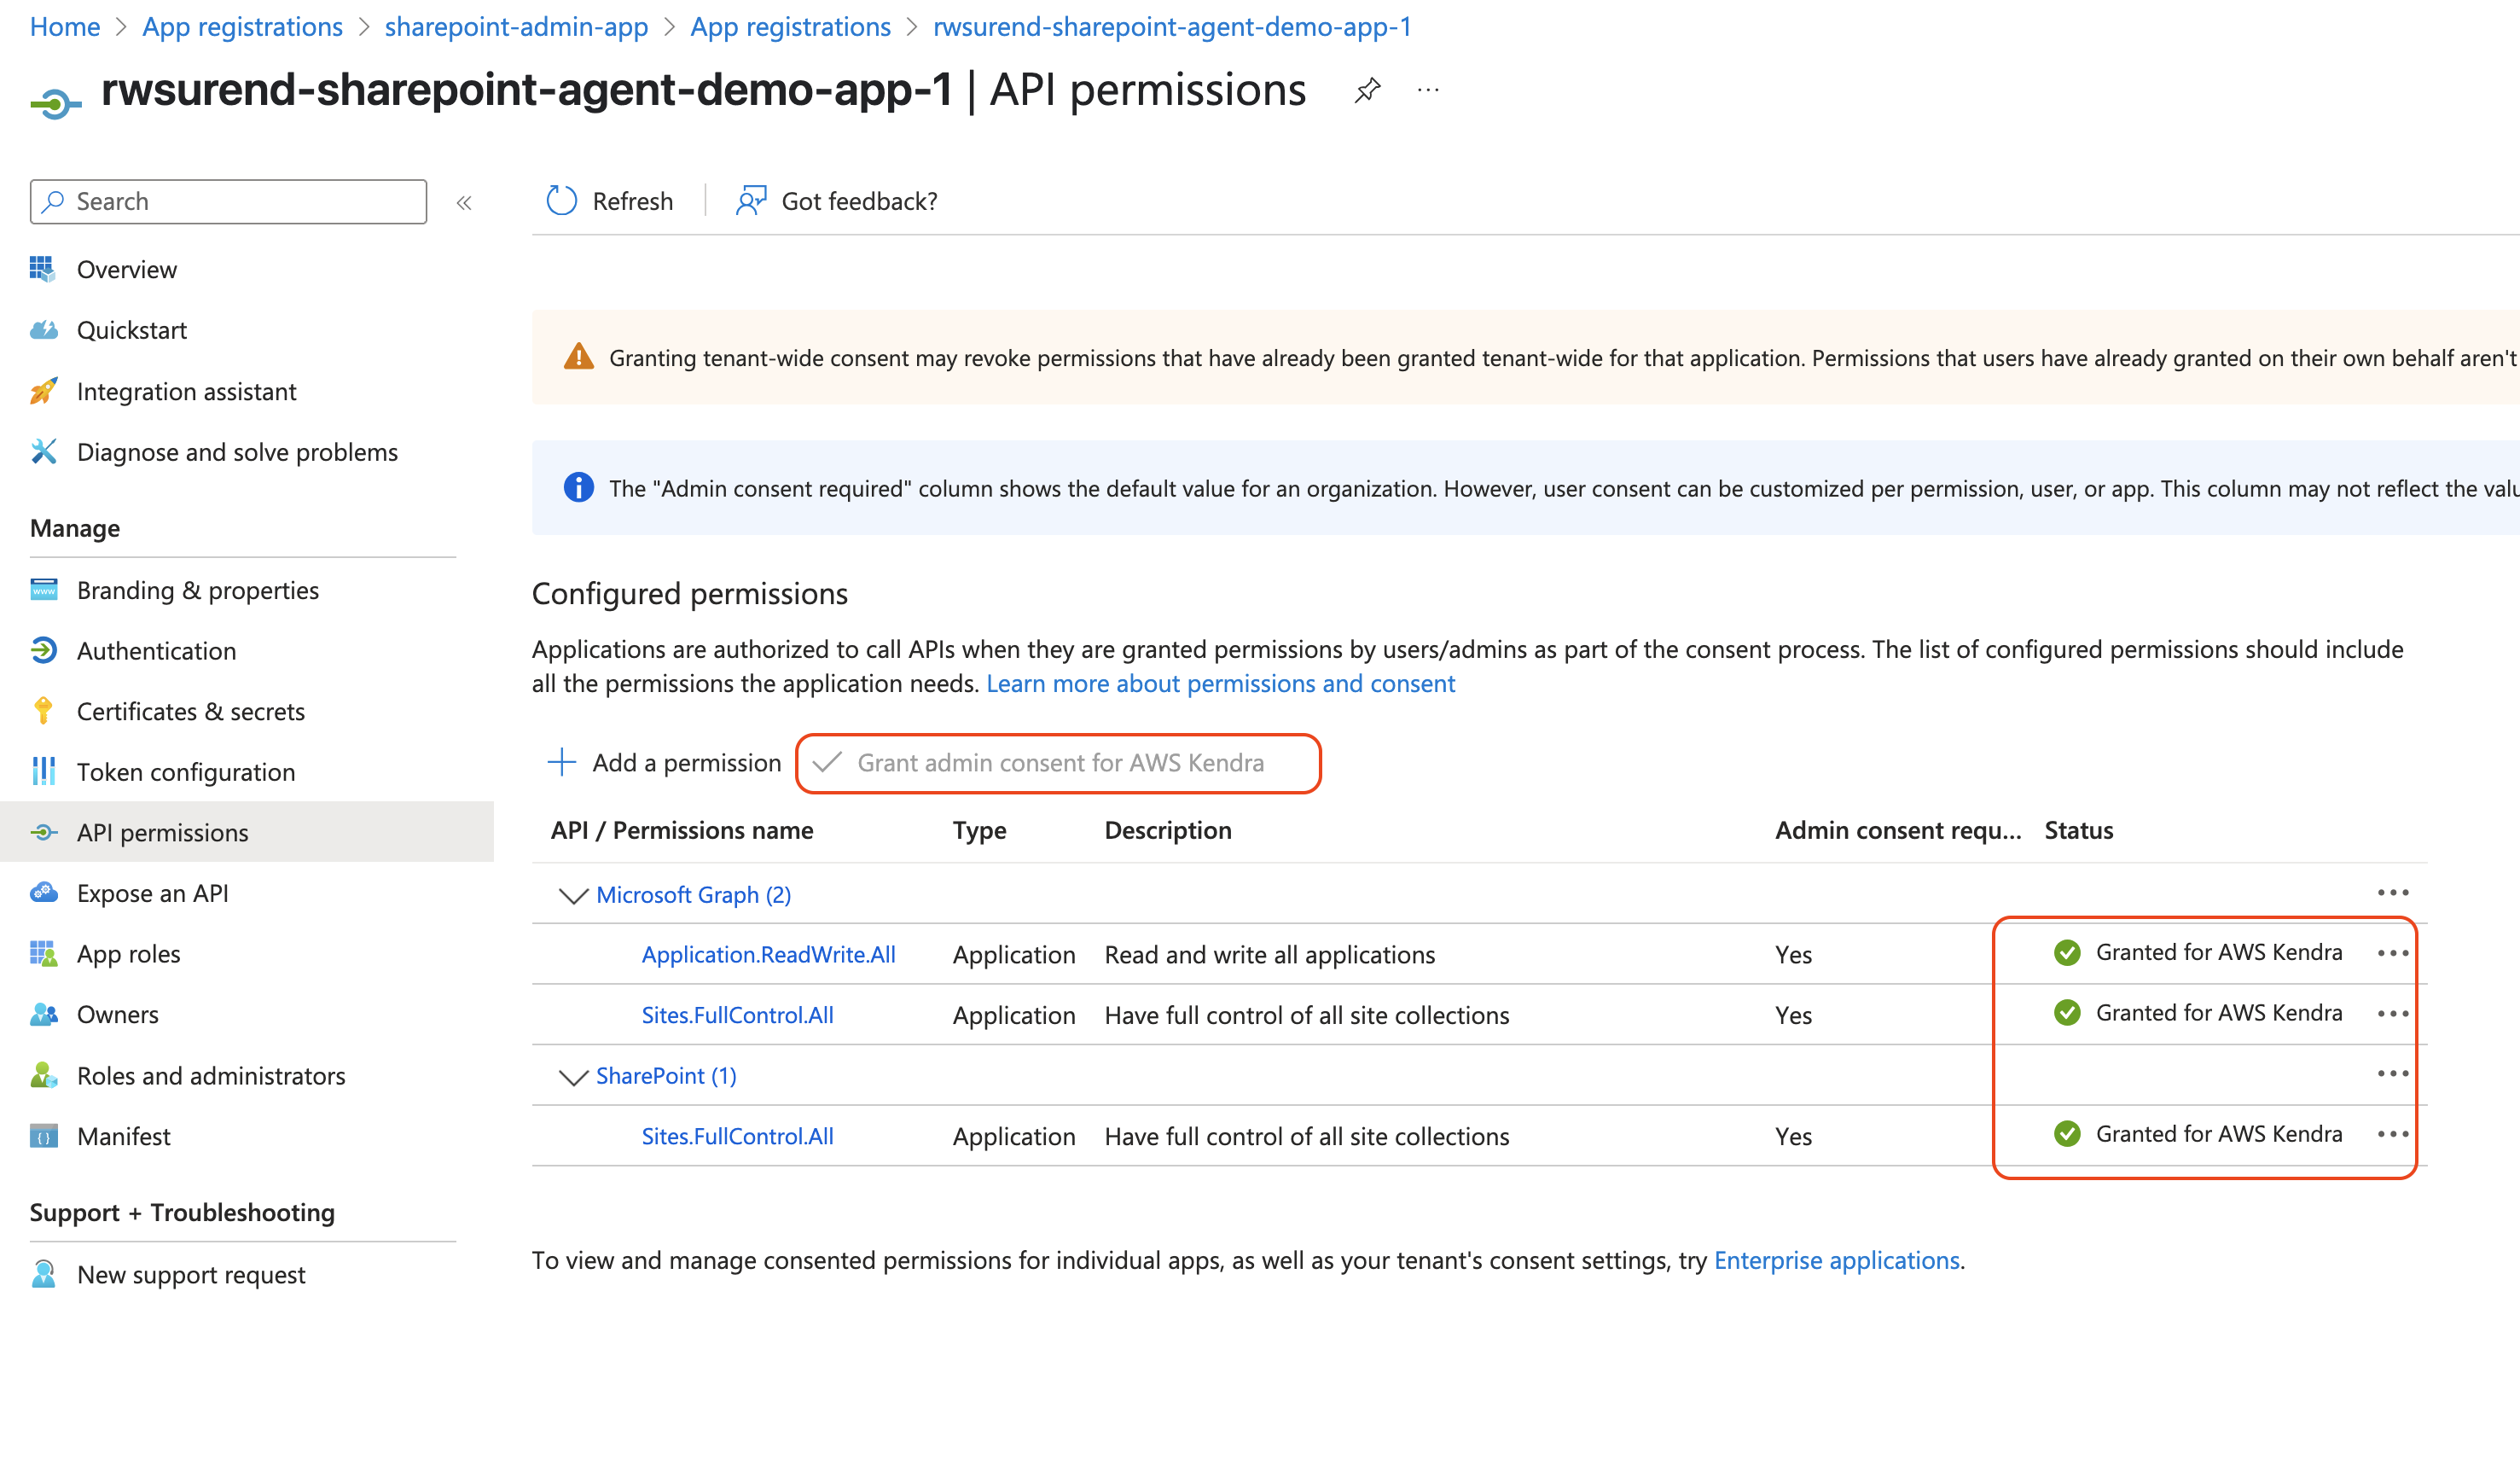 Home > App registrations > sharepoint-admin-app > App registrations > rwsurend-sharepoint-agent-demo-app-1
rwsurend-sharepoint-agent-demo-app-1 | API permissions
Search
Overview
Quickstart
Integration assistant
Diagnose and solve problems
Manage
Branding & properties
Authentication
Certificates & secrets
Token configuration
API permissions
Expose an API
App roles
Owners
Roles and administrators
Manifest
Support + Troubleshooting
New support request
Refresh
Got feedback?
Granting tenant-wide consent may revoke permissions that have already been granted tenant-wide for that application. Permissions that users have already granted on their own behalf aren't
The "Admin consent required" column shows the default value for an organization. However, user consent can be customized per permission, user, or app. This column may not reflect the valu
Configured permissions
Applications are authorized to call APIs when they are granted permissions by users/admins as part of the consent process. The list of configured permissions should include
all the permissions the application needs. Learn more about permissions and consent
Add a permission
Grant admin consent for AWS Kendra
API / Permissions name Type Description Admin consent requ... Status
Microsoft Graph (2)
Application.ReadWrite.All Application Read and write all applications Yes Granted for AWS Kendra
Sites.FullControl.All Application Have full control of all site collections Yes Granted for AWS Kendra
SharePoint (1)
Sites.FullControl.All Application Have full control of all site collections Yes Granted for AWS Kendra
To view and manage consented permissions for individual apps, as well as your tenant's consent settings, try Enterprise applications.